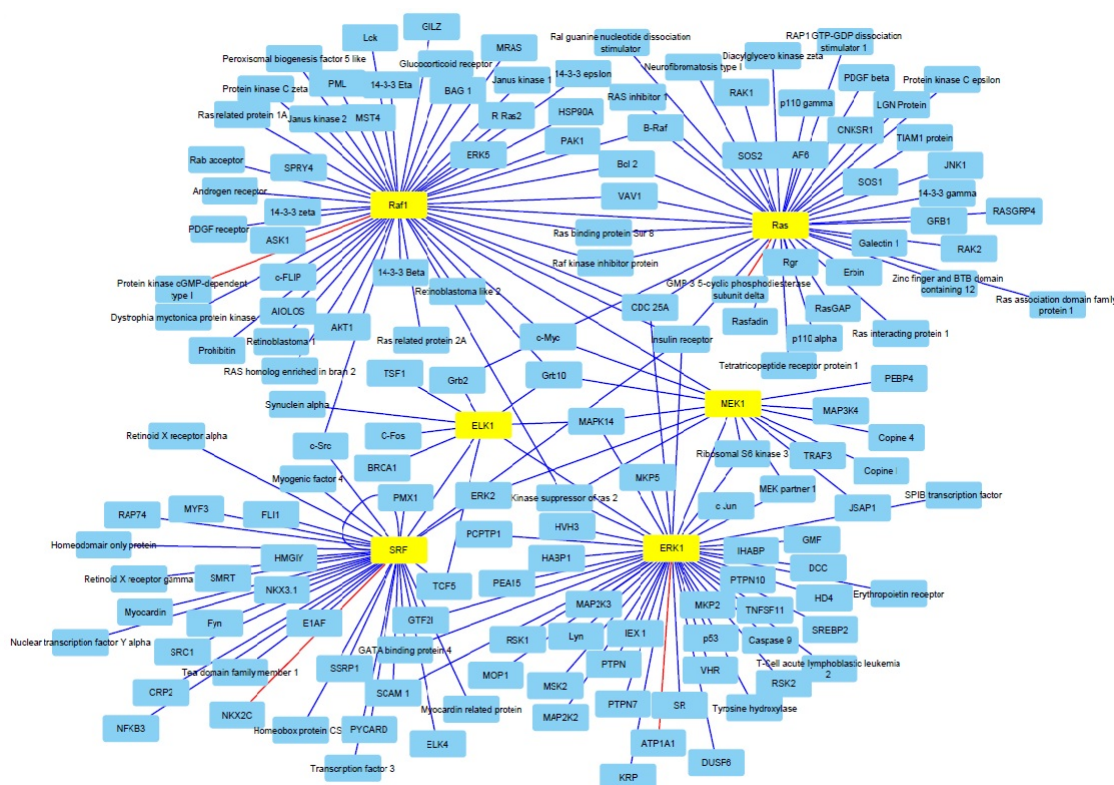 GILZ
Lck
Ral guanine nucleotide dissociation
stimulator
RAP1 GTP-GDP dissociation
stimulator 1
Peroxisomal biogenesis factor 5 like
MRAS
Diacylglycero kinase zeta
Glucocorticoid receptor
Neurofibromatosis type I
14-3-3 epsilon
Janus kinase 1
PDGF beta
Protein kinase C epsilon
Protein kinase C zeta
PML
14-3-3 Eta
BAG 1
RAK1
p110 gamma
RAS inhibitor 1
LGN Protein
Ras related protein 1A
Janus kinase 2
MST4
R Ras2
HSP90A
B-Raf
CNKSR1
TIAM1 protein
PAK1
ERK5
SOS2
AF6
Rab acceptor
SPRY4
Bcl 2
JNK1
SOS1
Androgen receptor
VAV1
14-3-3 gamma
Raf1
14-3-3 zeta
RASGRP4
GRB1
PDGF receptor
Ras
Ras binding protein Sur 8
ASK1
Galectin I
RAK2
Raf kinase inhibitor protein
Rgr
Protein kinase cGMP-dependent
type I
c-FLIP
14-3-3 Beta
Retinoblastoma like 2
GMP 3 5-cyclic phosphodiesterase
subunit delta
Erbin
Zinc finger and BTB domain
containing 12
Ras association domain family
protein 1
Dystrophia myctonica protein kinase
AIOLOS
CDC 25A
RasGAP
AKT1
Rasfadin
Ras interacting protein 1
Prohibitin
Retinoblastoma 1
Ras related protein 2A
c-Myc
Insulin receptor
p110 alpha
RAS homolog enriched in bran 2
TSF1
Grb2
Grb10
Tetratricopeptide receptor protein 1
PEBP4
Synuclein alpha
MEK1
MAP3K4
ELK1
MAPK14
Retinoid X receptor alpha
C-Fos
Copine 4
c-Src
BRCA1
Ribosomal S6 kinase 3
TRAF3
Copine I
Myogenic factor 4
MKP5
MEK partner 1
PMX1
ERK2
Kinase suppressor of ras 2
SPIB transcription factor
RAP74
MYF3
FLI1
c Jun
JSAP1
PCPTP1
HVH3
GMF
Homeodomair only protein
SRF
ERK1
HMGIY
HABP1
IHABP
DCC
Retinoid X receptor gamma
SMRT
NKX3.1
TCF5
PEA15
PTPN10
HD4
Erythropoietin receptor
Myocardin
MAP2K3
MKP2
TNFSF11
Fyn
E1AF
GTF2I
SREBP2
Nuclear transcription factor Y alpha
RSK1
Lyn
IEX 1
p53
Caspase 9
SRC1
GATA binding protein 4
Tea domain family member 1
SSRP1
PTPN
VHR
T-Cell acute lymphoblastic leukemia
2
CRP2
SCAM 1
MOP1
MSK2
RSK2
NKX2C
Myocardin related protein
PTPN7
SR
Tyrosine hydroxylase
NFKB3
Homeobox protein CS
PYCARD
MAP2K2
ELK4
ATP1A1
Transcription factor 3
KRP
DUSF6